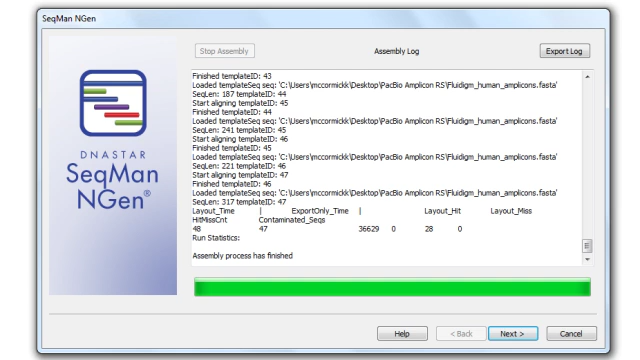 SeqMan NGen
Stop Assembly
Assembly Log
Export Log
Finished templateID: 43
Loaded templateSeq seq: 'C:\Users\mccormickk\Desktop\PacBio Amplicon RS\Fluidigm_human_amplicons.fasta'
SeqLen: 187 templateID: 44
Start aligning templateID: 45
Finished templateID: 44
Loaded templateSeq seq: 'C:\Users\mccormickk\Desktop\PacBio Amplicon RS\Fluidigm_human_amplicons.fasta'
SeqLen: 241 templateID: 45
Start aligning templateID: 46
Finished templateID: 45
Loaded templateSeq seq: 'C:\Users\mccormickk\Desktop\PacBio Amplicon RS\Fluidigm_human_amplicons.fasta'
SeqLen: 221 templateID: 46
Start aligning templateID: 47
Finished templateID: 46
Loaded templateSeq seq: 'C:\Users\mccormickk\Desktop\PacBio Amplicon RS\Fluidigm_human_amplicons.fasta'
SeqLen: 317 templateID: 47
Layout_Time | ExportOnly_Time | Layout_Hit Layout_Miss
HitMissCnt Contaminated_Seqs
48 47 36629 0 28 0
Run Statistics:
Assembly process has finished
DNASTAR
SeqMan
NGen®
Help
< Back
Next >
Cancel